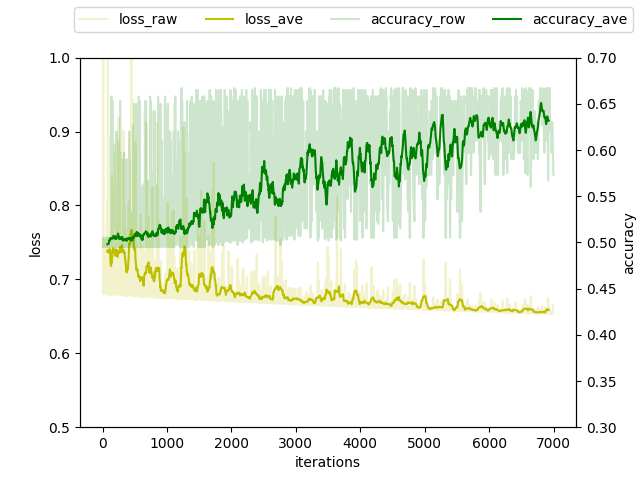 loss_raw loss_ave accuracy_row accuracy_ave
1.0 0.70
0.65
0.9
0.60
0.8 0.55
loss 0.50 accuracy
0.7
0.45
0.6 0.40
0.35
0.5 0.30
0 1000 2000 3000 4000 5000 6000 7000
iterations